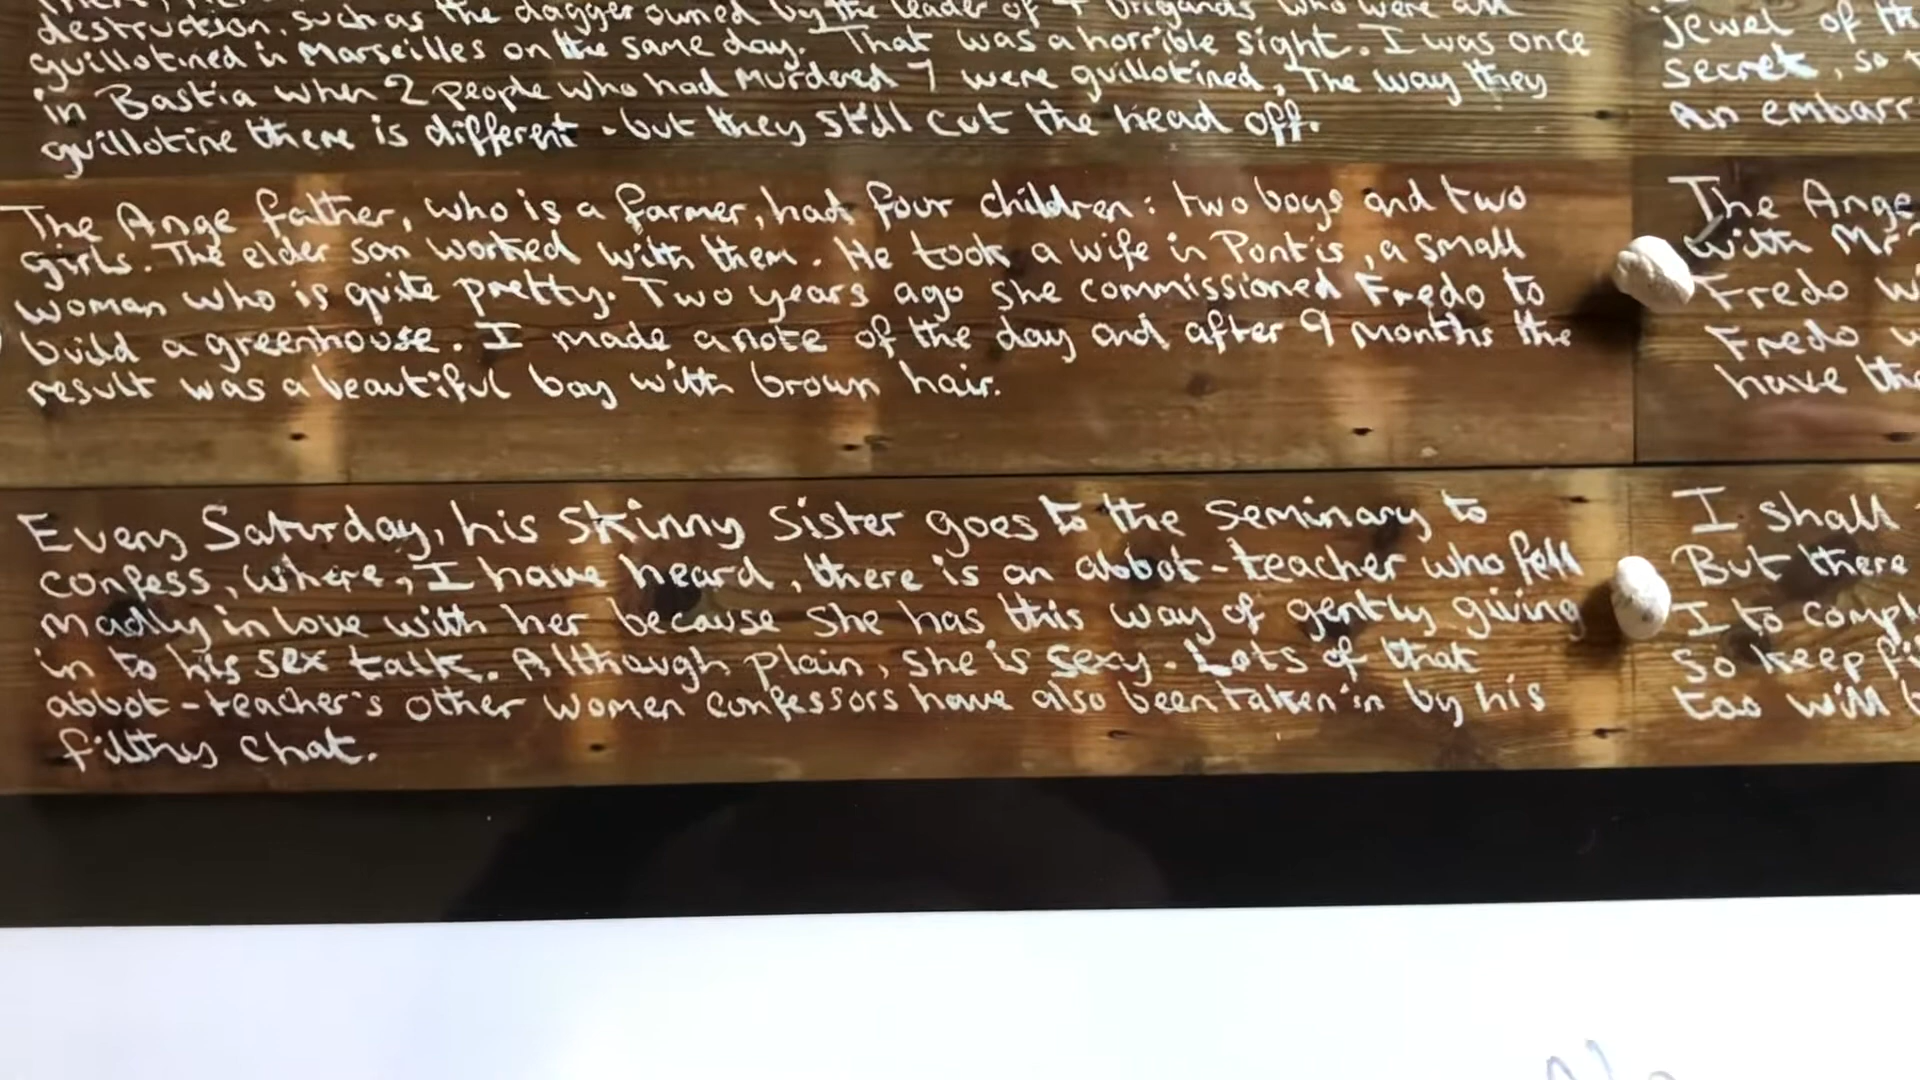 destruction, such as the dagger owned by the leader of 4 brigands who were all
guillotined in Marseilles on the same day. That was a horrible sight. I was once
in Bastia when 2 people who had murdered 7 were guillotined. The way they
guillotine there is different - but they still cut the head off.
The Ange father, who is a farmer, had four children: two boys and two
girls. The elder son worked with them. He took a wife in Pontis, a small
woman who is quite pretty. Two years ago she commissioned Fredo to
build a greenhouse. I made a note of the day and after 9 months the
result was a beautiful boy with brown hair.
Every Saturday, his skinny sister goes to the seminary to
confess, where, I have heard, there is an abbot-teacher who fell
madly in love with her because she has this way of gently giving
in to his sex talk. Although plain, she is sexy. Lots of that
abbot-teacher's other women confessors have also been taken in by his
filthy chat.
jewel of th
secret, so
An embarr
The Ange
with Mr
Fredo wi
Fredo w
have the
I shall
But there
I to compl
So keep fi
too will b